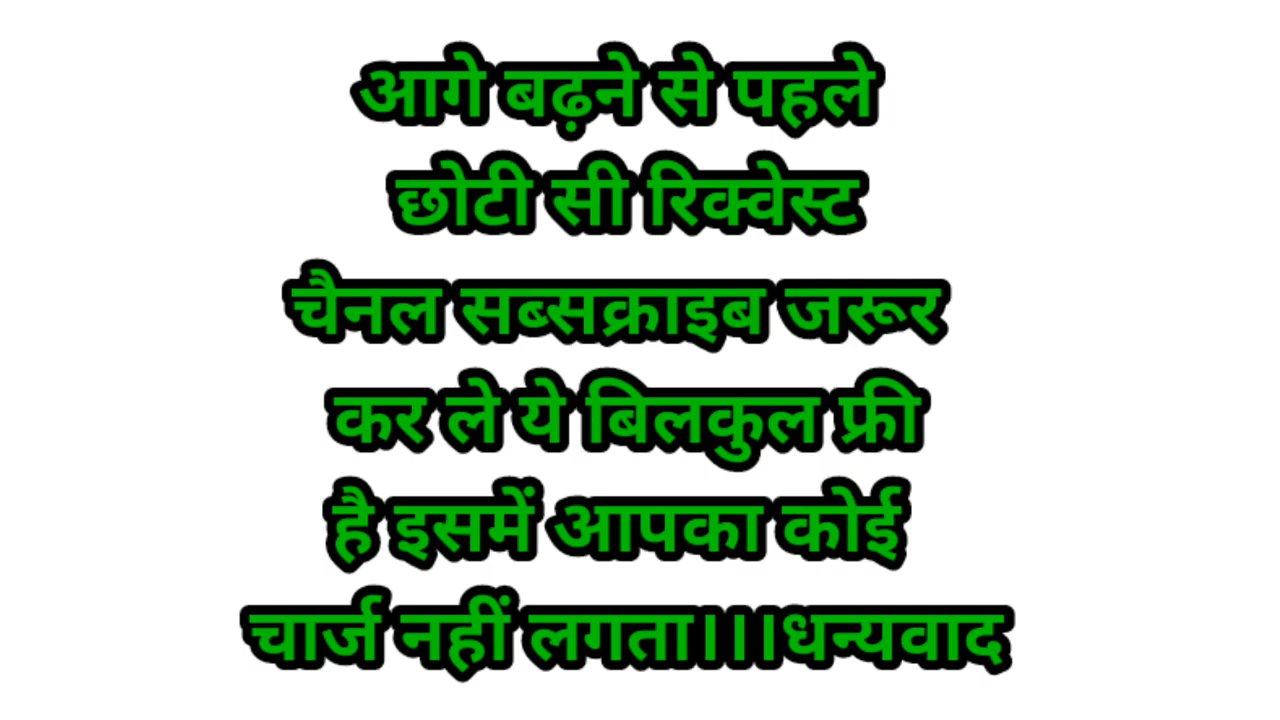 आगे बढ़ने से पहले
छोटी सी रिक्वेस्ट
चैनल सब्सक्राइब जरूर
कर ले ये बिलकुल फ्री
है इसमें आपका कोई
चार्ज नहीं लगता।।।धन्यवाद